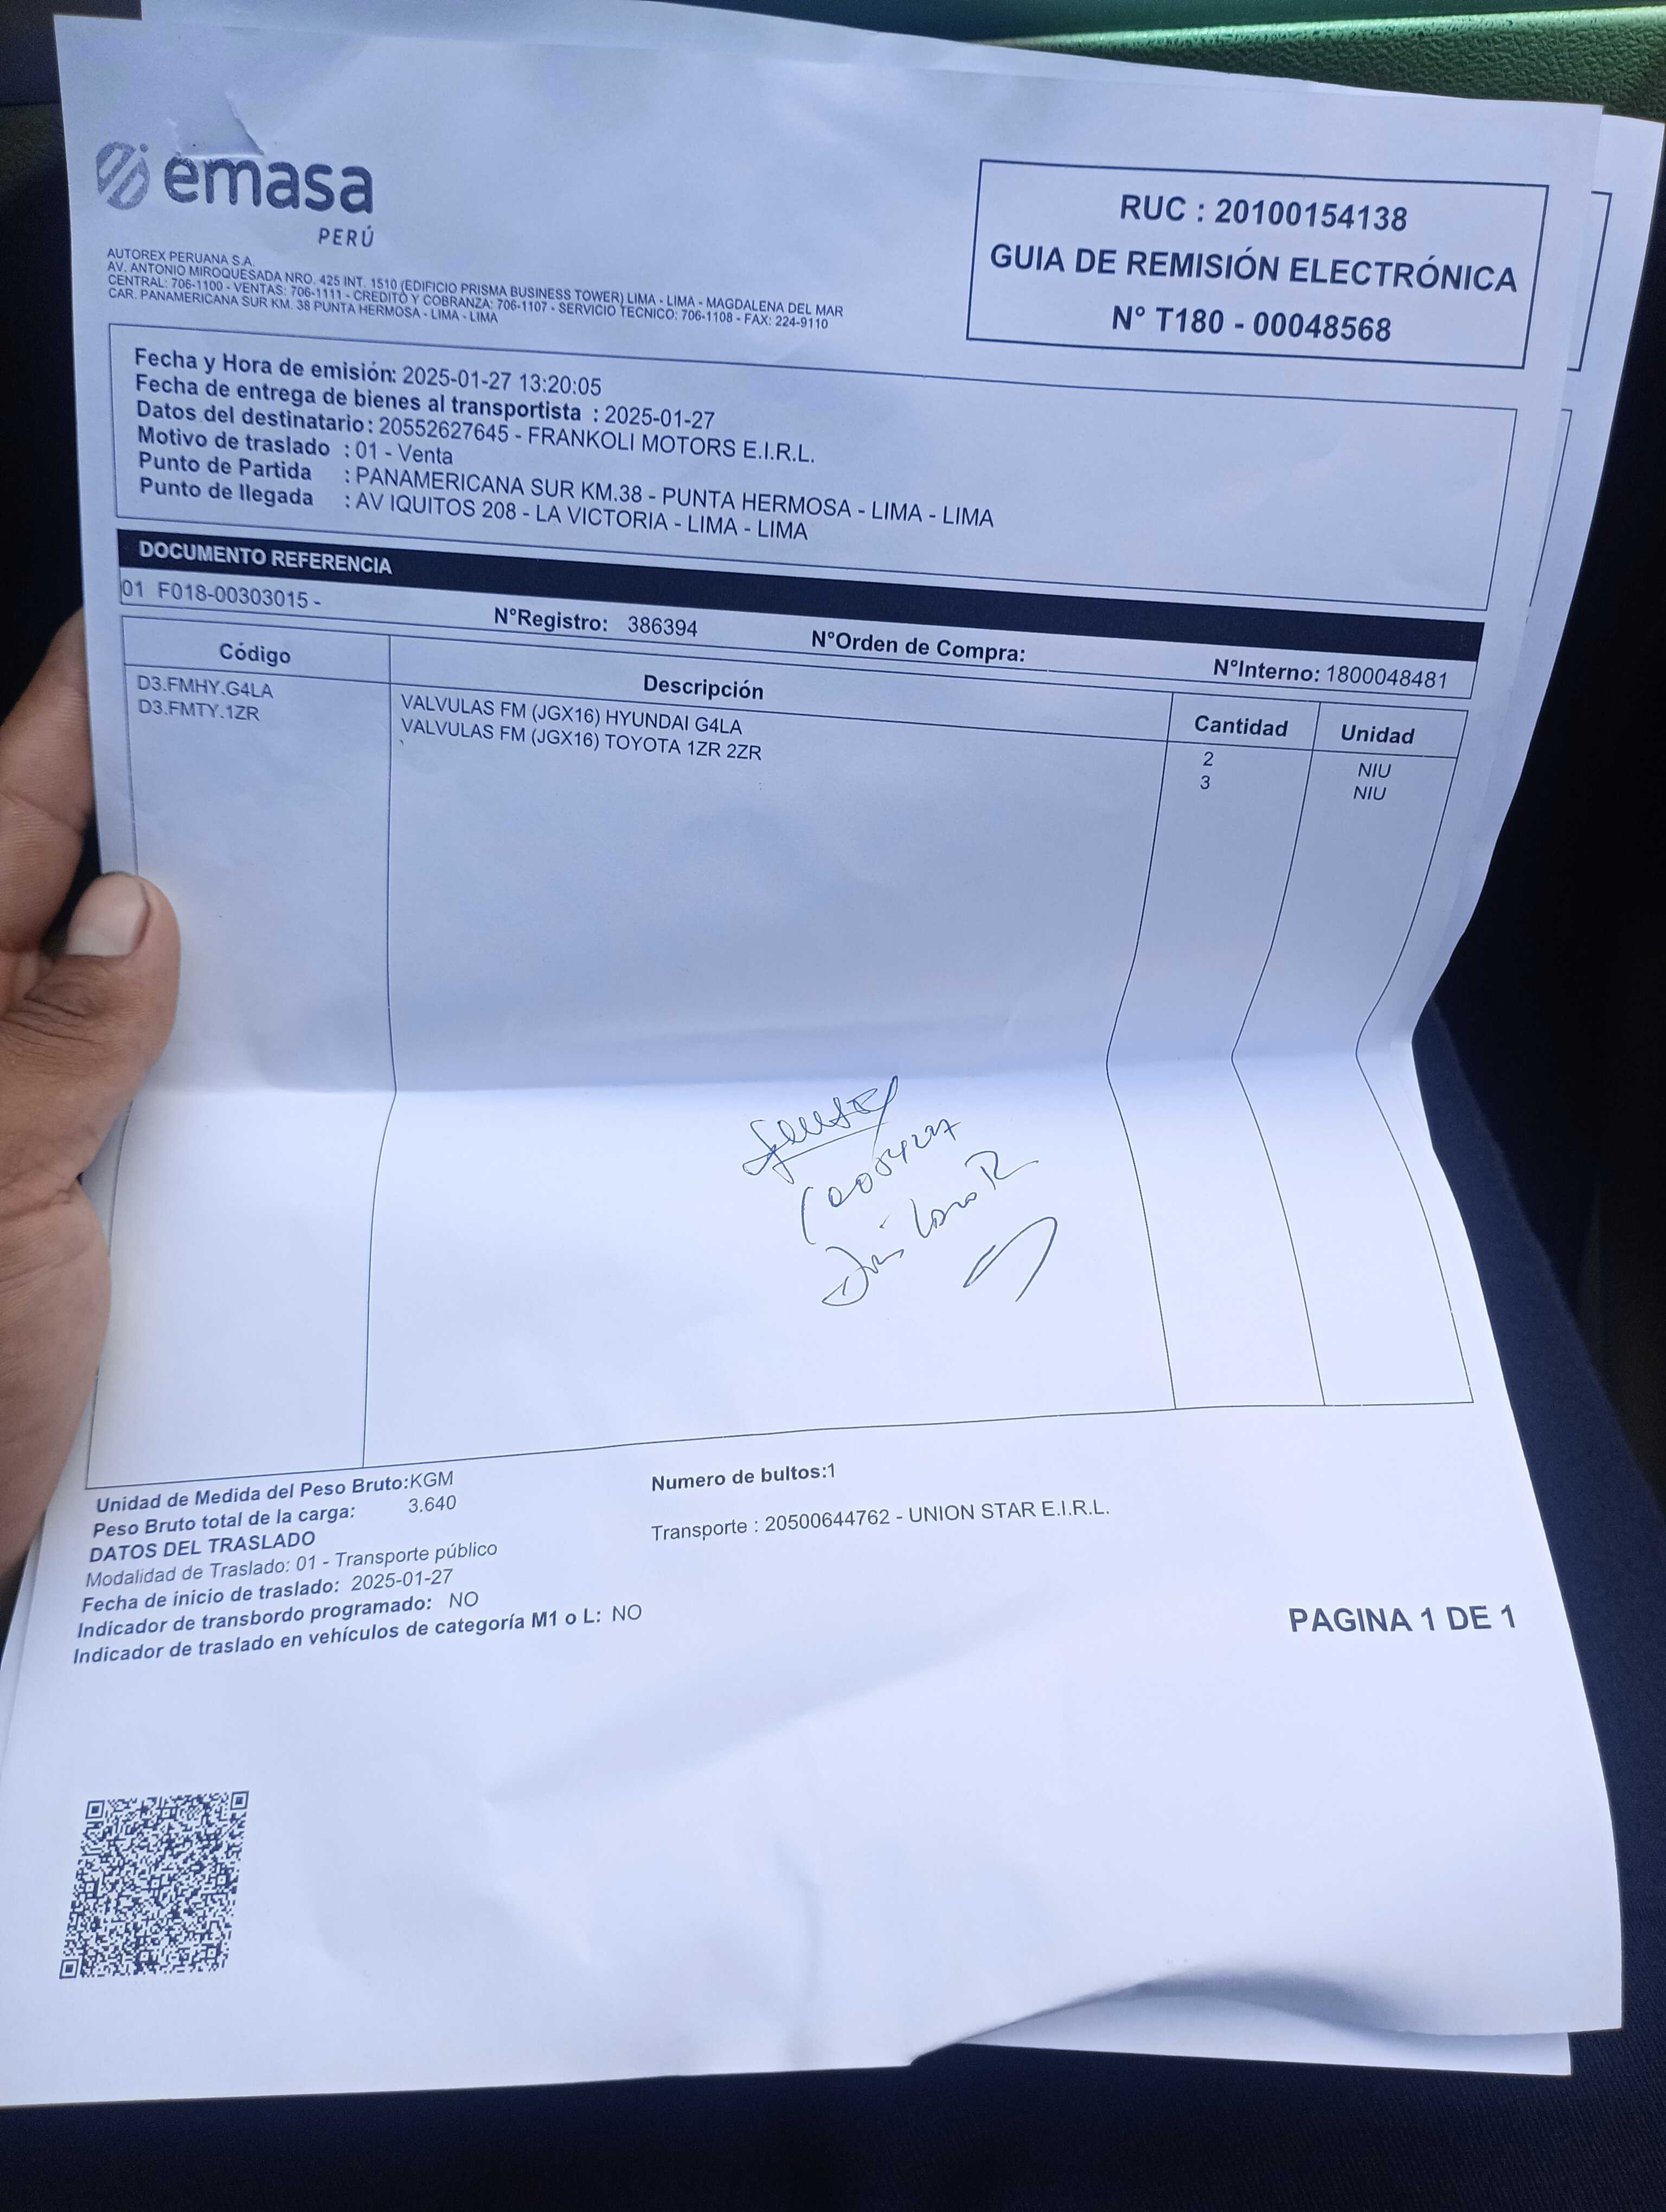 emasa
PERÚ
AUTOREX PERUANA S.A.
AV. ANTONIO MIROQUESADA NRO. 425 INT. 1510 (EDIFICIO PRISMA BUSINESS TOWER) LIMA - LIMA - MAGDALENA DEL MAR
CENTRAL: 706-1100 - VENTAS: 706-1111 - CREDITO Y COBRANZA: 706-1107 - SERVICIO TECNICO: 706-1108 - FAX: 224-9110
CAR. PANAMERICANA SUR KM. 38 PUNTA HERMOSA - LIMA - LIMA
RUC : 20100154138
GUIA DE REMISIÓN ELECTRÓNICA
N° T180 - 00048568
Fecha y Hora de emisión: 2025-01-27 13:20:05
Fecha de entrega de bienes al transportista : 2025-01-27
Datos del destinatario: 20552627645 - FRANKOLI MOTORS E.I.R.L.
Motivo de traslado : 01 - Venta
Punto de Partida : PANAMERICANA SUR KM.38 - PUNTA HERMOSA - LIMA - LIMA
Punto de llegada : AV IQUITOS 208 - LA VICTORIA - LIMA - LIMA
DOCUMENTO REFERENCIA
01 F018-00303015 - N°Registro: 386394 N°Orden de Compra: N°Interno: 1800048481
Código Descripción Cantidad Unidad
D3.FMHY.G4LA VALVULAS FM (JGX16) HYUNDAI G4LA 2 NIU
D3.FMTY.1ZR VALVULAS FM (JGX16) TOYOTA 1ZR 2ZR 3 NIU
Unidad de Medida del Peso Bruto:KGM Numero de bultos:1
Peso Bruto total de la carga: 3.640
DATOS DEL TRASLADO Transporte : 20500644762 - UNION STAR E.I.R.L.
Modalidad de Traslado: 01 - Transporte público
Fecha de inicio de traslado: 2025-01-27
Indicador de transbordo programado: NO
Indicador de traslado en vehículos de categoría M1 o L: NO
PAGINA 1 DE 1